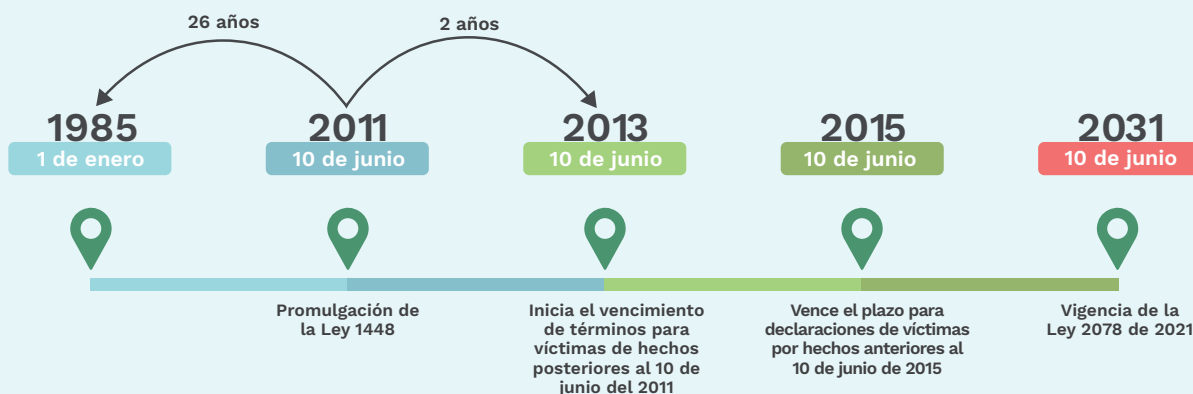 26 años
2 años
1985
1 de enero
2011
10 de junio
2013
10 de junio
2015
10 de junio
2031
10 de junio
Promulgación de
la Ley 1448
Inicia el vencimiento
de términos para
víctimas de hechos
posteriores al 10 de
junio del 2011
Vence el plazo para
declaraciones de víctimas
por hechos anteriores al
10 de junio de 2015
Vigencia de la
Ley 2078 de 2021